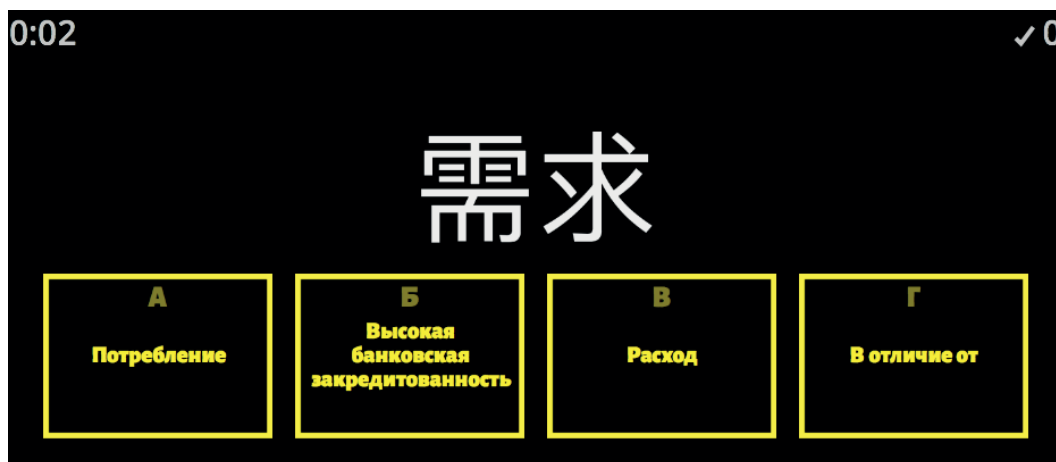 0:02
✓ 0
需求
А
Потребление
Б
Высокая
банковская
закредитованность
В
Расход
Г
В отличие от